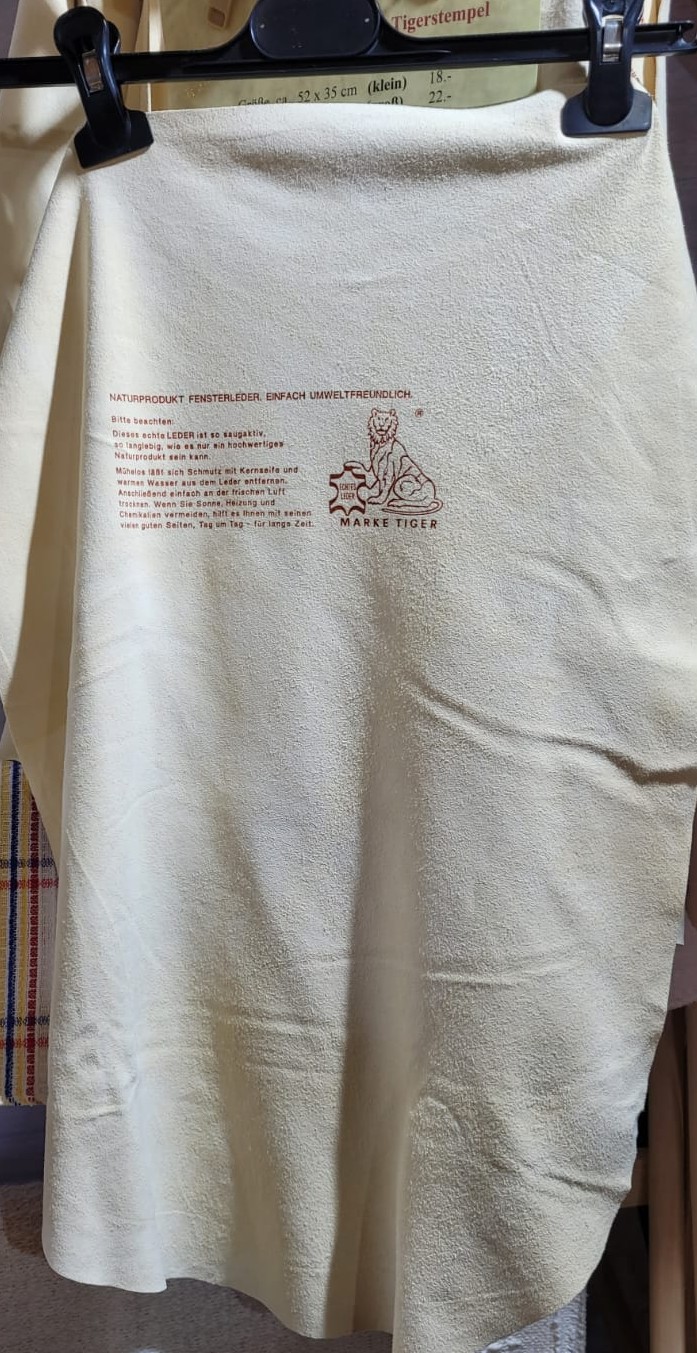 Tigerstempel
Größe ca. 52 x 35 cm (klein) 18.-
22.-
NATURPRODUKT FENSTERLEDER. EINFACH UMWELTFREUNDLICH.
Bitte beachten:
Dieses echte LEDER ist so saugaktiv,
so langlebig, wie es nur ein hochwertiges
Naturprodukt sein kann.
Mühelos läßt sich Schmutz mit Kernseife und
warmen Wasser aus dem Leder entfernen.
Anschließend einfach an der frischen Luft
trocknen. Wenn Sie Sonne, Heizung und
Chemikalien vermeiden, hilft es Ihnen mit seinen
vielen guten Seiten, Tag um Tag - für lange Zeit.
®
ECHTES
LEDER
MARKE TIGER